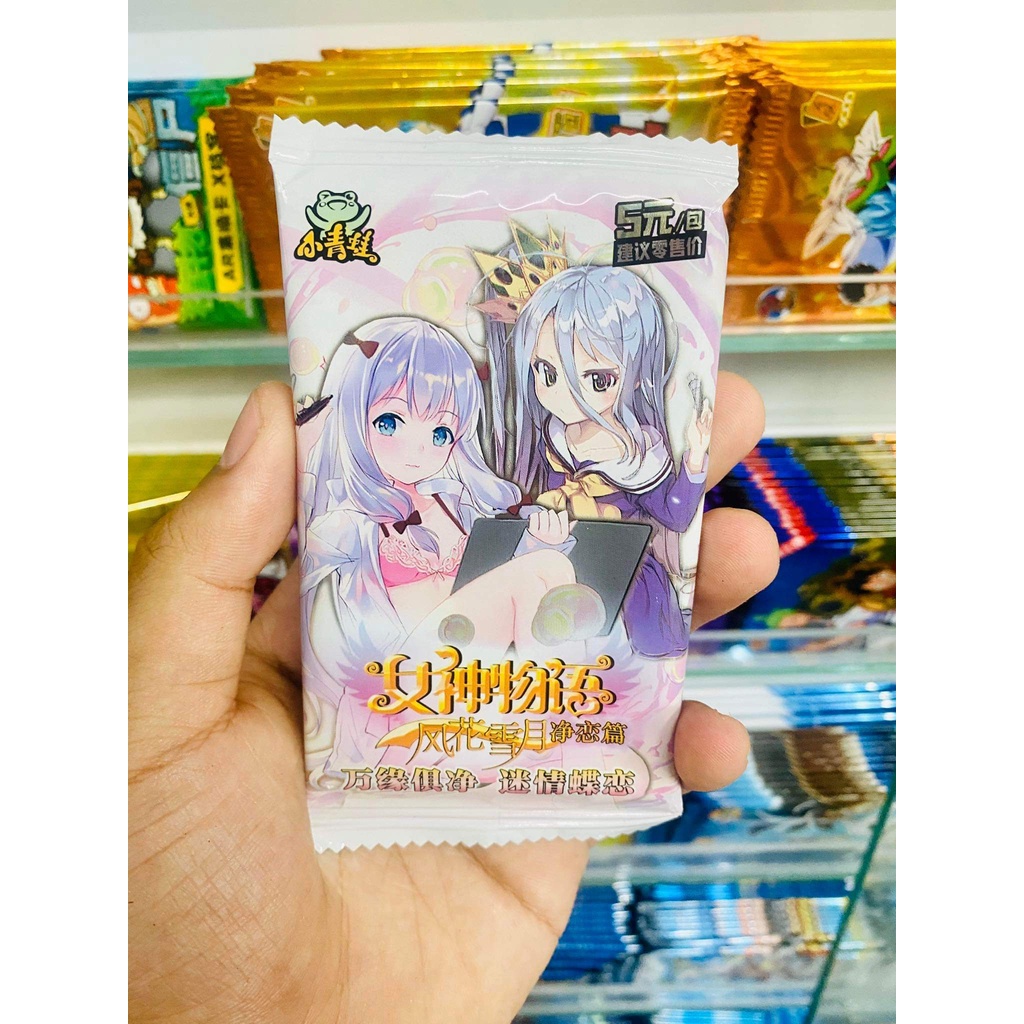 小青蛙
5元/包
建议零售价
女神物语
风花雪月 净恋篇
万缘俱净 迷情蝶恋